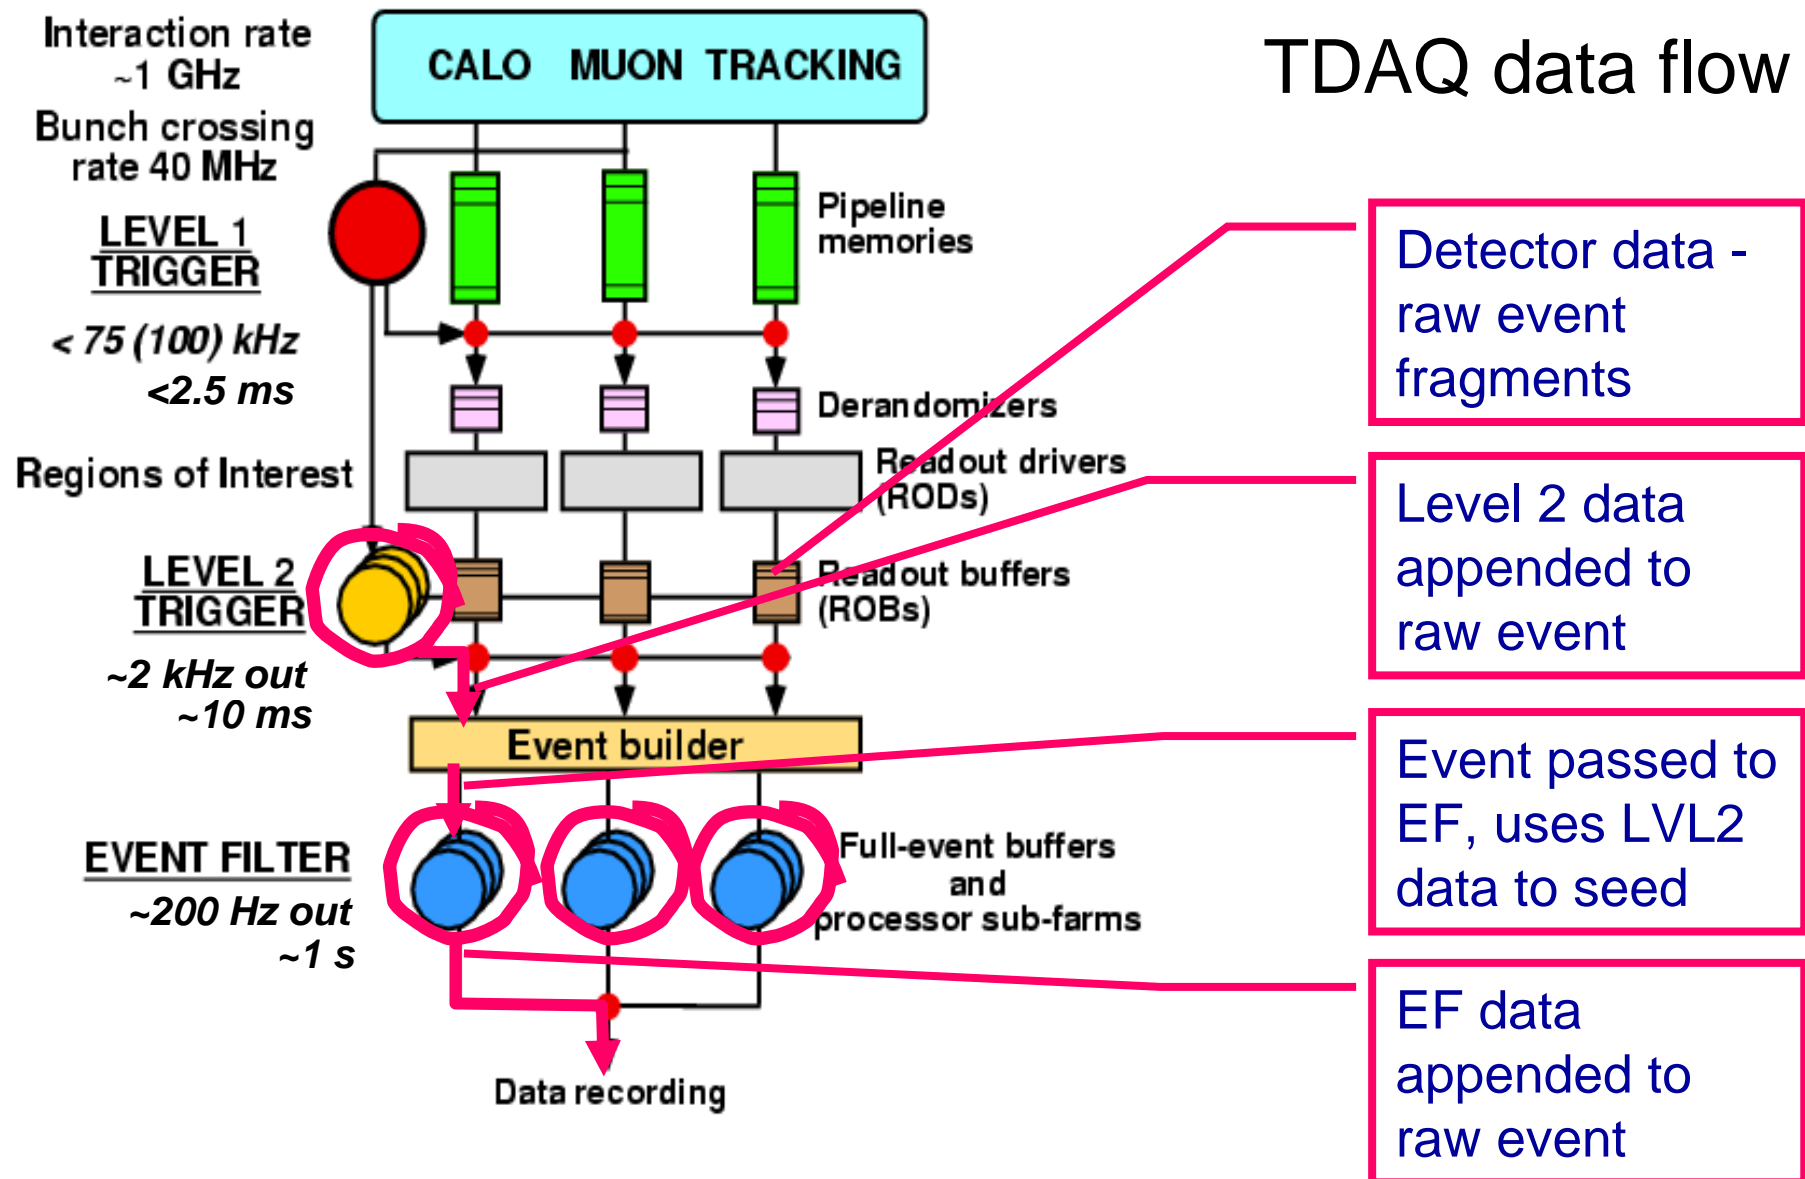 TDAQ data flow
Interaction rate
~1 GHz
Bunch crossing
rate 40 MHz
CALO MUON TRACKING
LEVEL 1
TRIGGER
< 75 (100) kHz
<2.5 ms
Pipeline
memories
Derandomizers
Regions of Interest
Readout drivers
(RODs)
LEVEL 2
TRIGGER
~2 kHz out
~10 ms
Readout buffers
(ROBs)
Event builder
EVENT FILTER
~200 Hz out
~1 s
Full-event buffers
and
processor sub-farms
Data recording
Detector data -
raw event
fragments
Level 2 data
appended to
raw event
Event passed to
EF, uses LVL2
data to seed
EF data
appended to
raw event